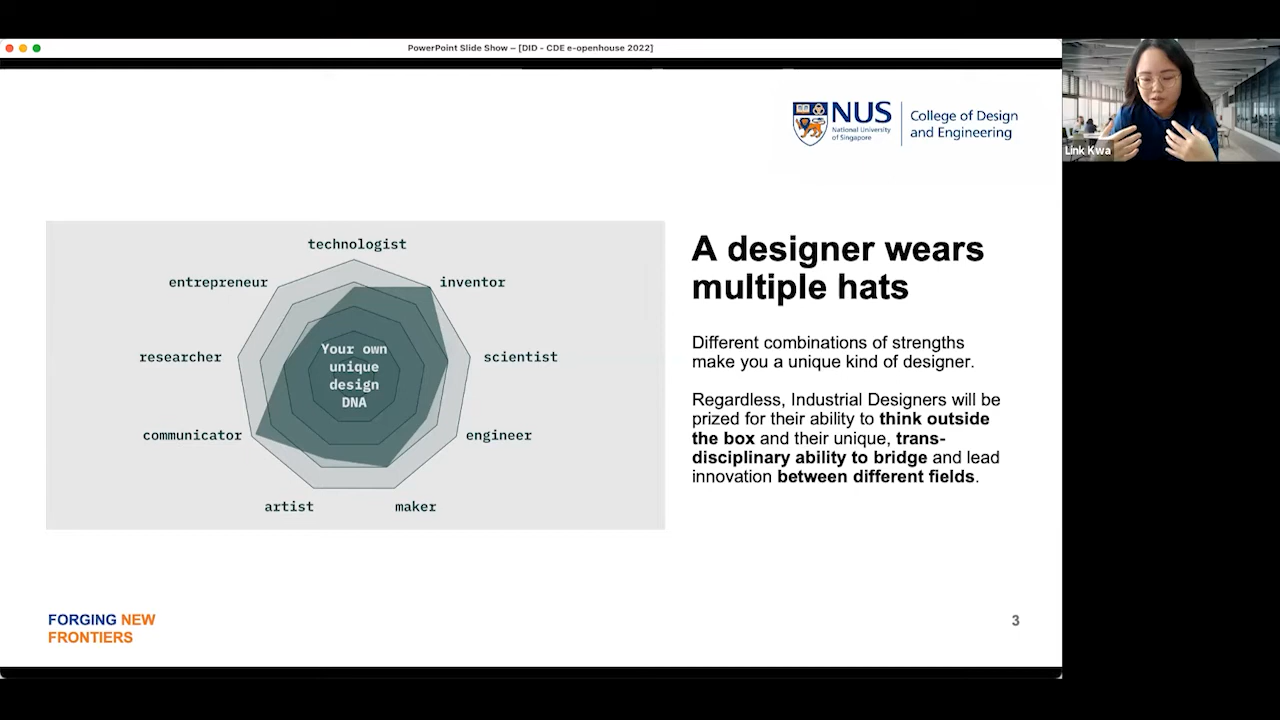 PowerPoint Slide Show – [DID - CDE e-openhouse 2022]
NUS
National University
of Singapore
College of Design
and Engineering
Link Kwa
technologist
entrepreneur
inventor
researcher
scientist
communicator
engineer
artist
maker
Your own
unique
design
DNA
A designer wears
multiple hats
Different combinations of strengths
make you a unique kind of designer.
Regardless, Industrial Designers will be
prized for their ability to think outside
the box and their unique, trans-
disciplinary ability to bridge and lead
innovation between different fields.
FORGING NEW
FRONTIERS
3